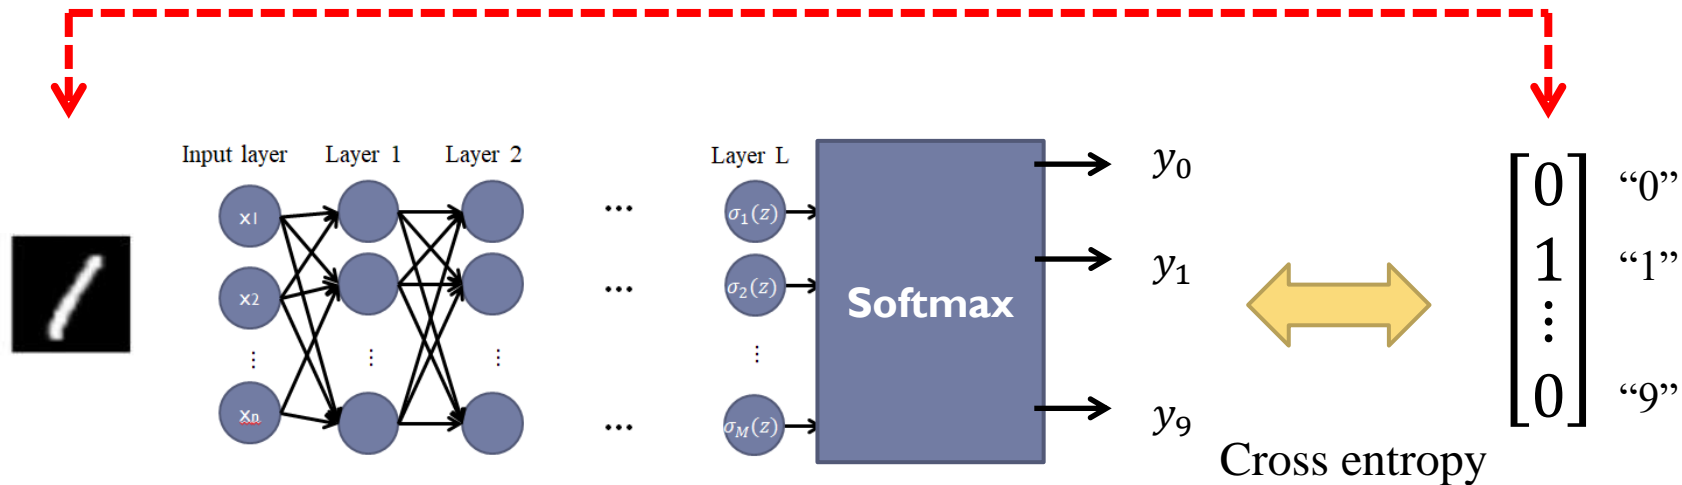 Input layer Layer 1 Layer 2 Layer L
y₀
[0] “0”
x₁ ... σ₁(z)
[1] “1”
y₁
x₂ ... σ₂(z)
Softmax
⋮ ⋮ ⋮ ⋮ ⋮
xₙ ... σ_M(z)
y₉
[0] “9”
Cross entropy